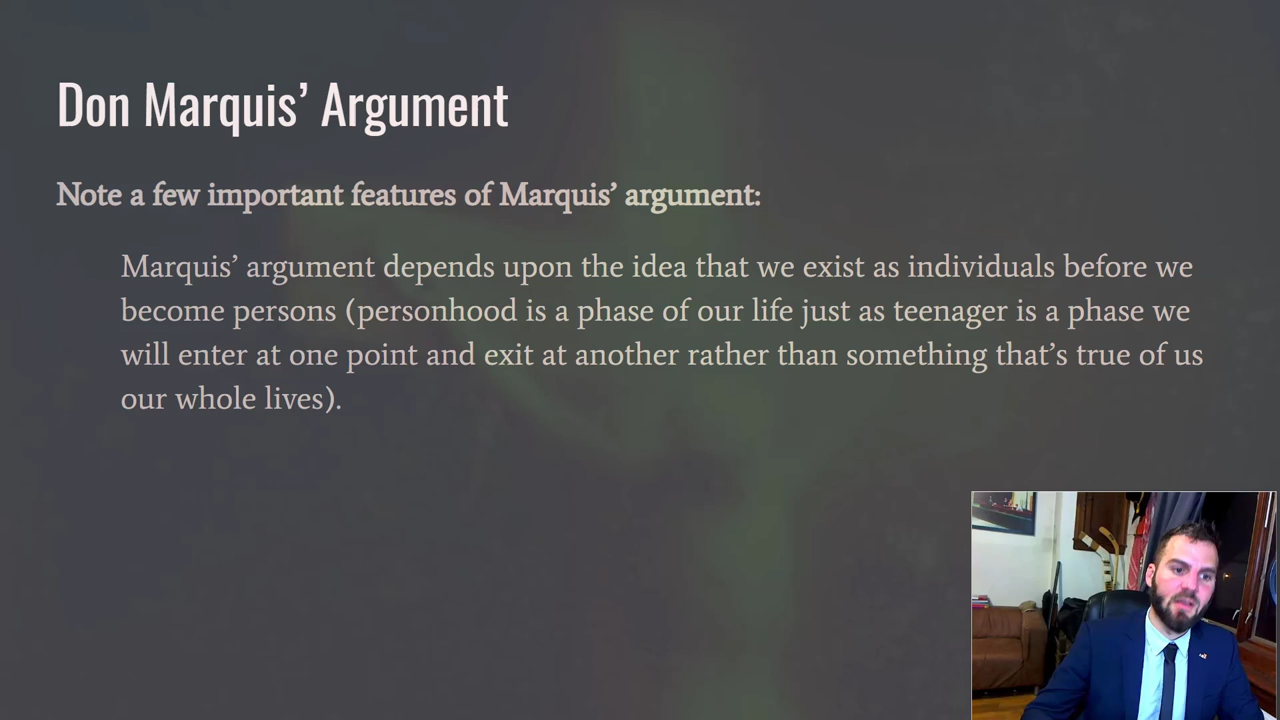 Don Marquis’ Argument
Note a few important features of Marquis’ argument:
Marquis’ argument depends upon the idea that we exist as individuals before we
become persons (personhood is a phase of our life just as teenager is a phase we
will enter at one point and exit at another rather than something that’s true of us
our whole lives).